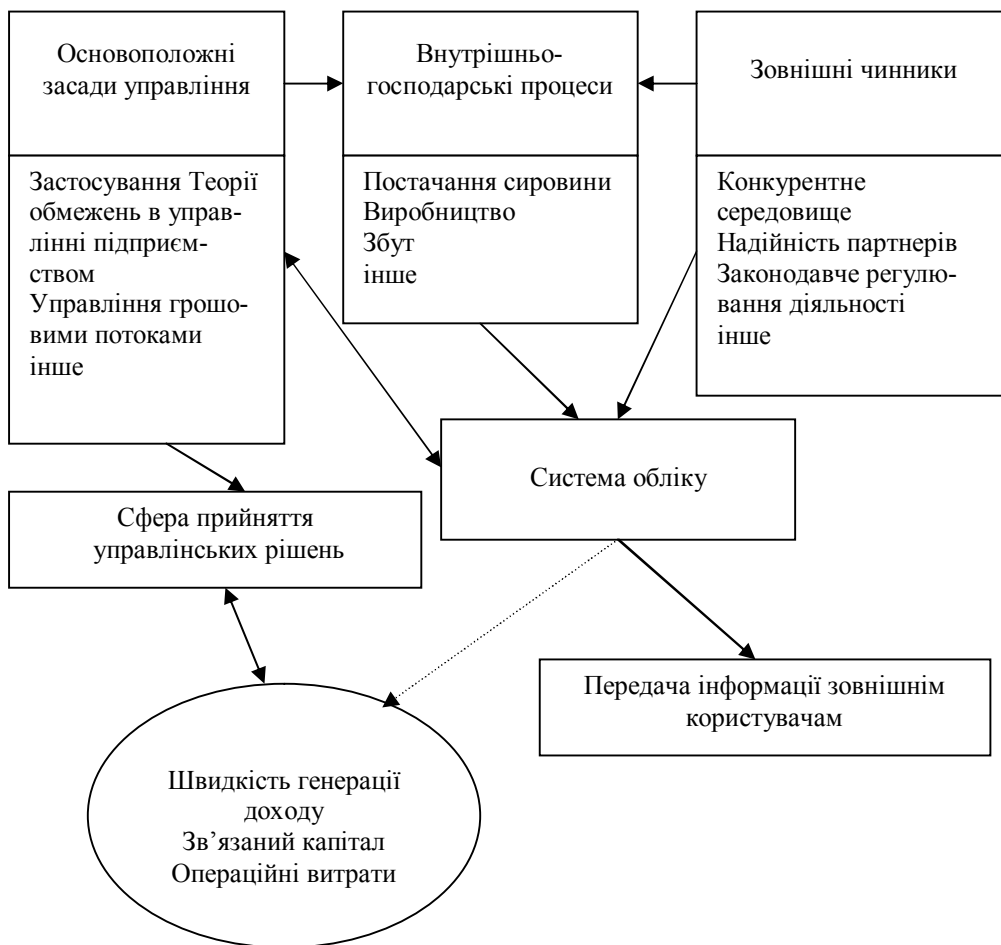 Основоположні
засади управління
Внутрішньо-
господарські процеси
Зовнішні чинники
Застосування Теорії
обмежень в управ-
лінні підприєм-
ством
Управління грошо-
вими потоками
інше
Постачання сировини
Виробництво
Збут
інше
Конкурентне
середовище
Надійність партнерів
Законодавче регулю-
вання діяльності
інше
Система обліку
Сфера прийняття
управлінських рішень
Передача інформації зовнішнім
користувачам
Швидкість генерації
доходу
Зв’язаний капітал
Операційні витрати